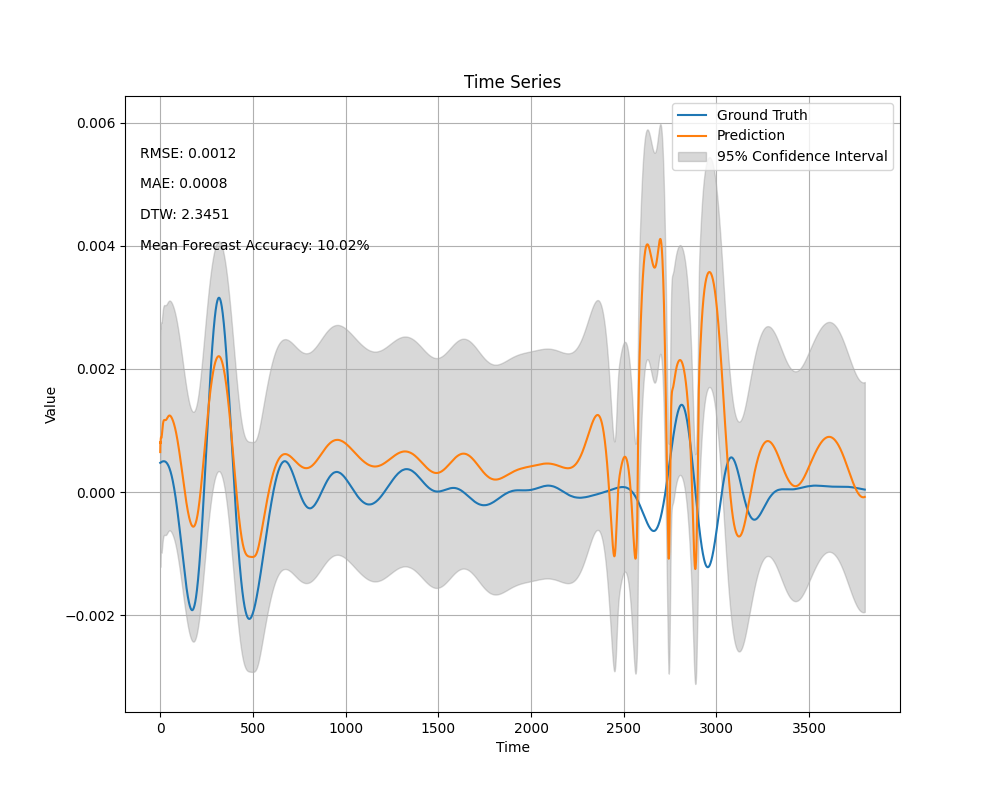 Time Series
Ground Truth
Prediction
95% Confidence Interval
RMSE: 0.0012
MAE: 0.0008
DTW: 2.3451
Mean Forecast Accuracy: 10.02%
0.006
0.004
0.002
0.000
−0.002
Value
0 500 1000 1500 2000 2500 3000 3500
Time